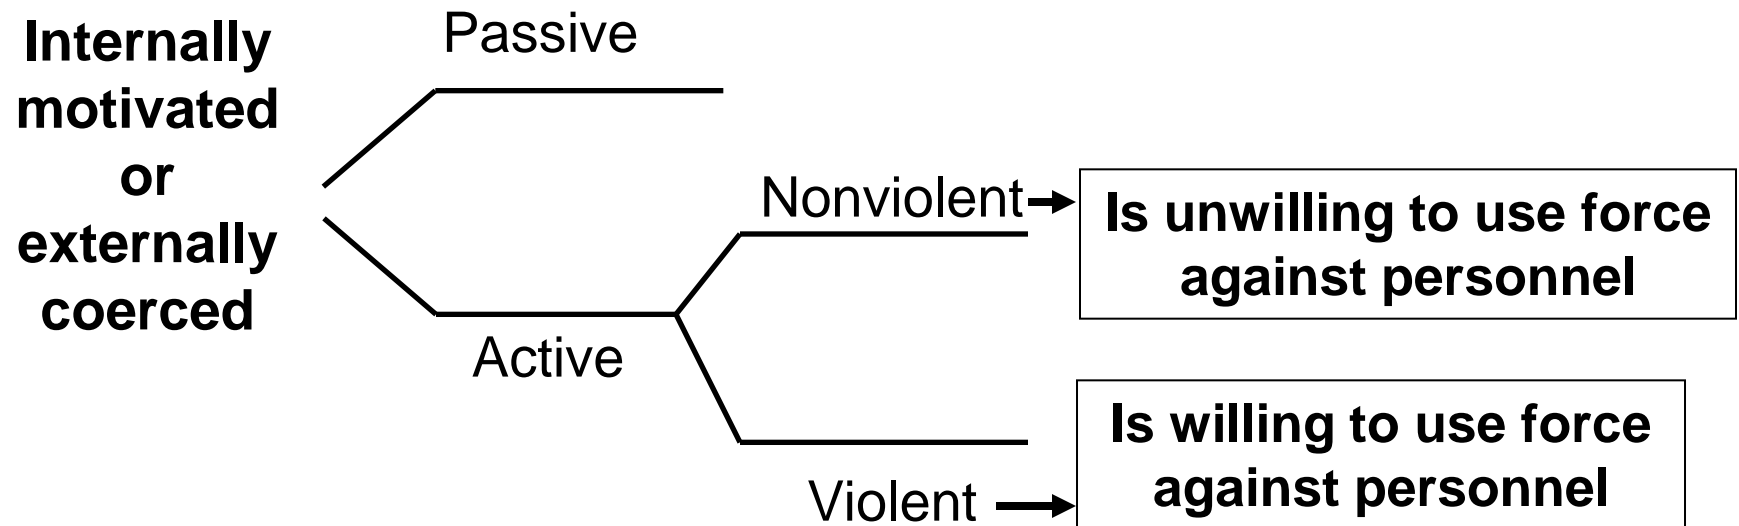 Internally
motivated
or
externally
coerced
Passive
Active
Nonviolent
Is unwilling to use force
against personnel
Violent
Is willing to use force
against personnel